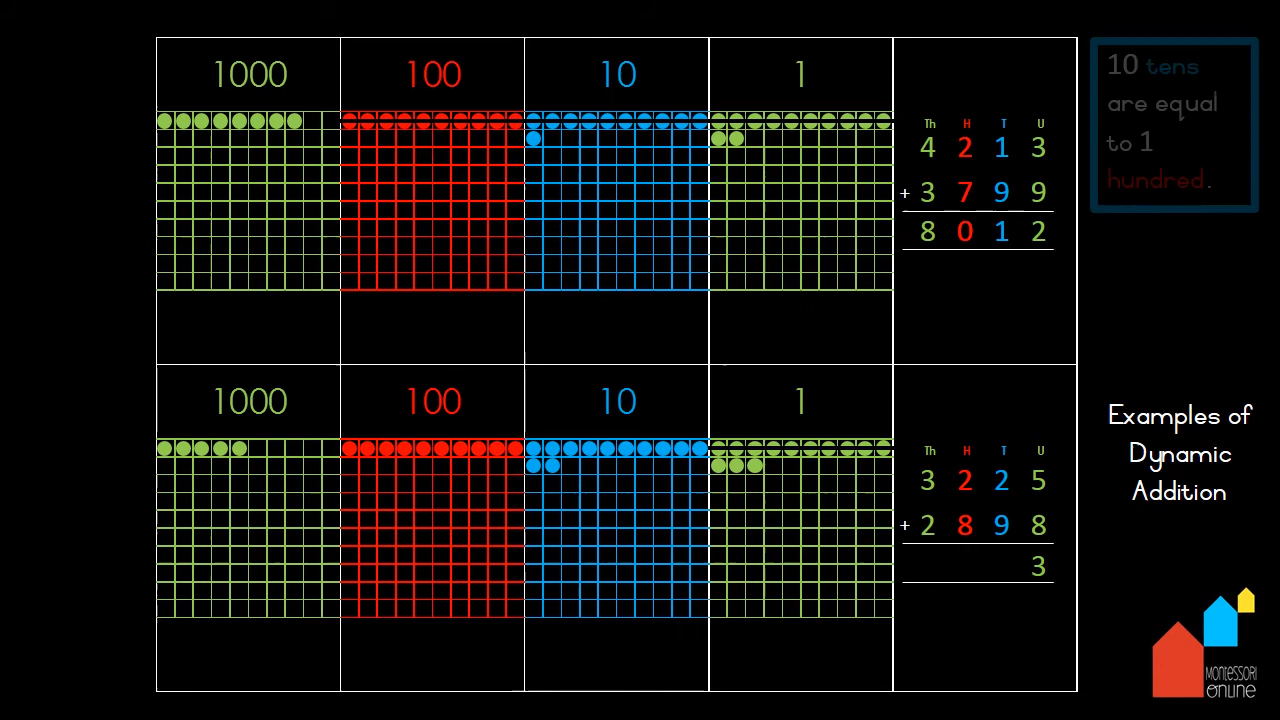 1000 100 10 1
Th H T U
4 2 1 3
+ 3 7 9 9
8 0 1 2
10 tens
are equal
to 1
hundred.
1000 100 10 1
Th H T U
3 2 2 5
+ 2 8 9 8
3
Examples of
Dynamic
Addition
MONTESSORI
ONLINE